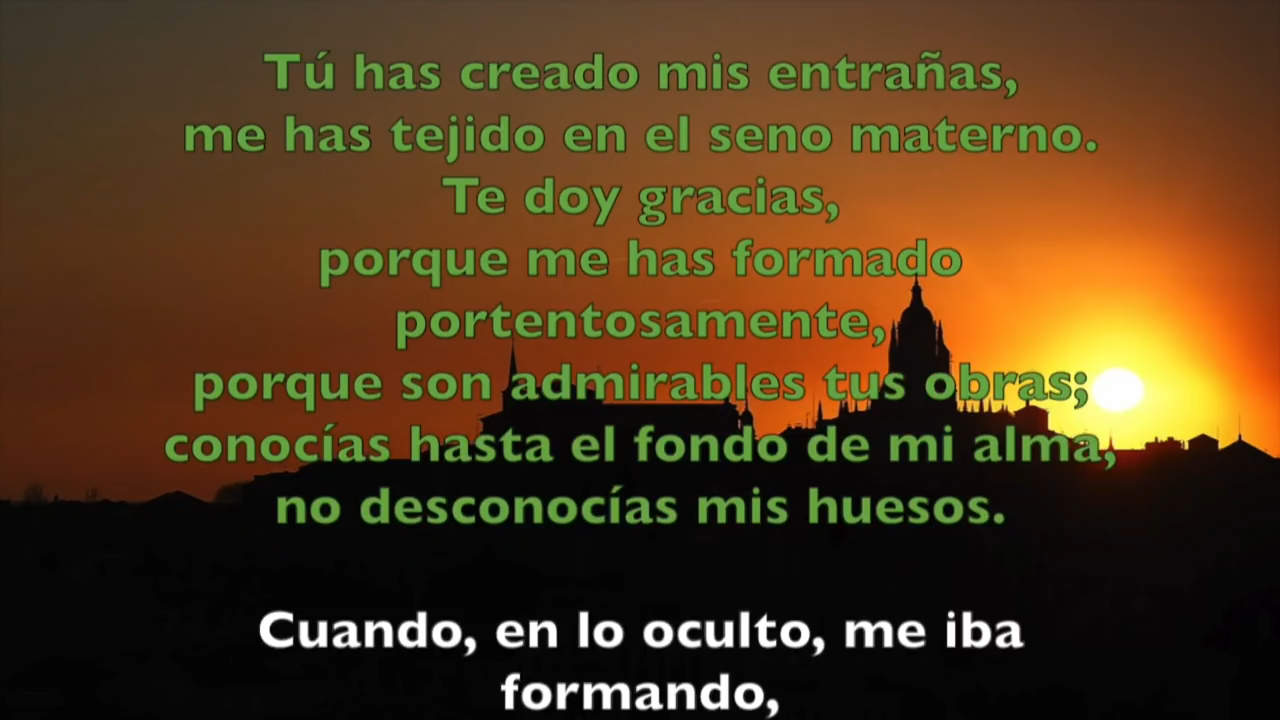 Tú has creado mis entrañas,
me has tejido en el seno materno.
Te doy gracias,
porque me has formado
portentosamente,
porque son admirables tus obras;
conocías hasta el fondo de mi alma,
no desconocías mis huesos.
Cuando, en lo oculto, me iba
formando,